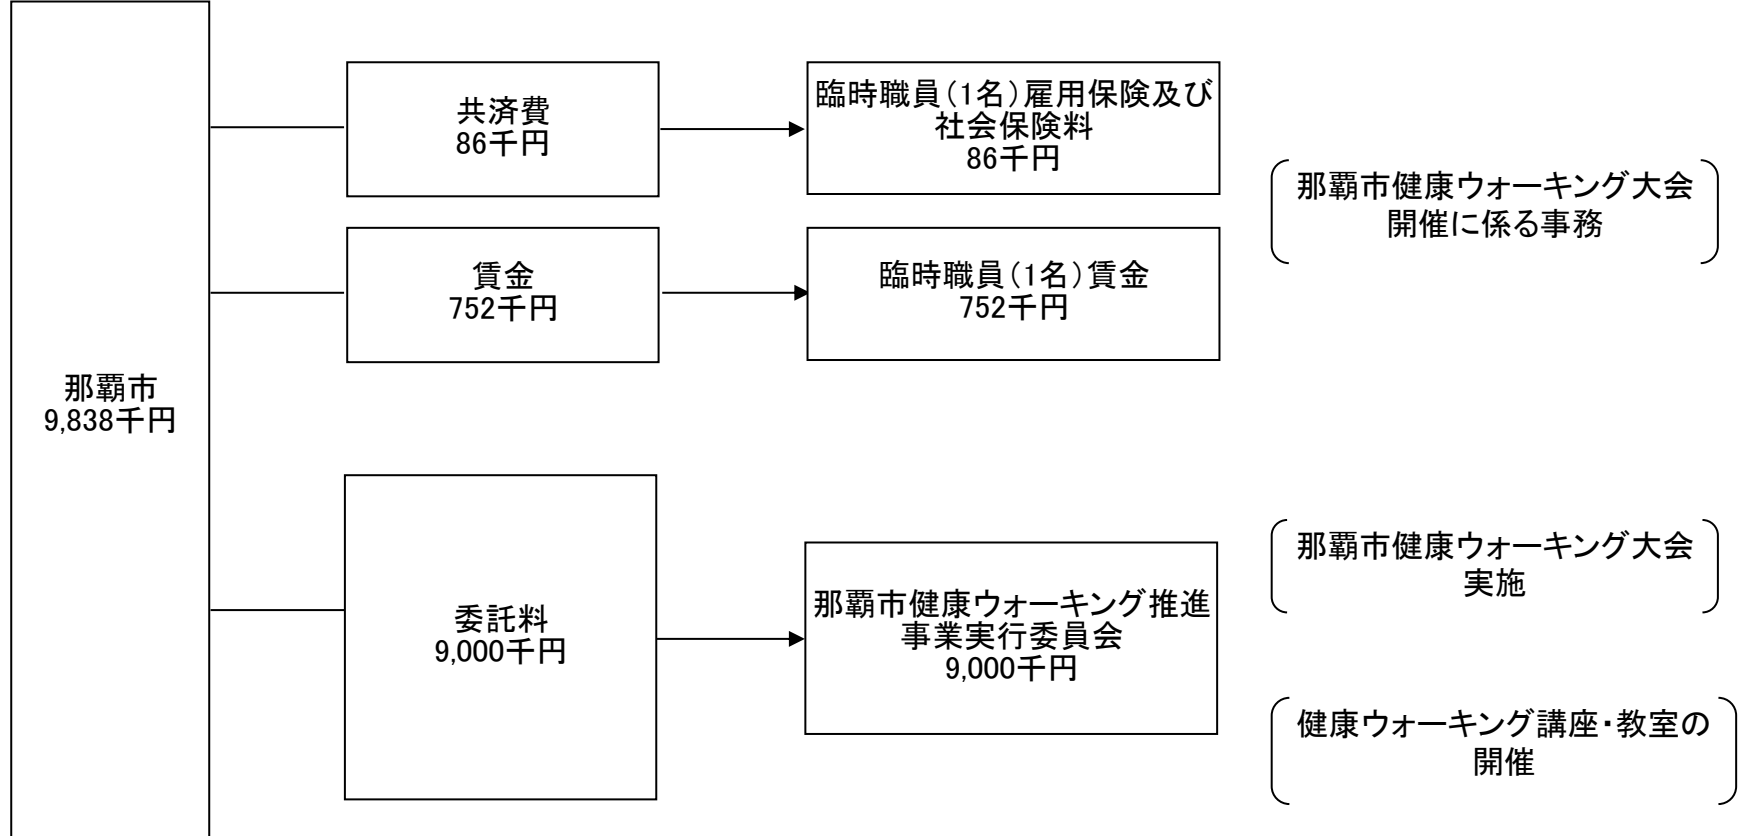 那覇市
9,838千円
共済費
86千円
臨時職員(1名)雇用保険及び
社会保険料
86千円
那覇市健康ウォーキング大会
開催に係る事務
賃金
752千円
臨時職員(1名)賃金
752千円
委託料
9,000千円
那覇市健康ウォーキング推進
事業実行委員会
9,000千円
那覇市健康ウォーキング大会
実施
健康ウォーキング講座・教室の
開催